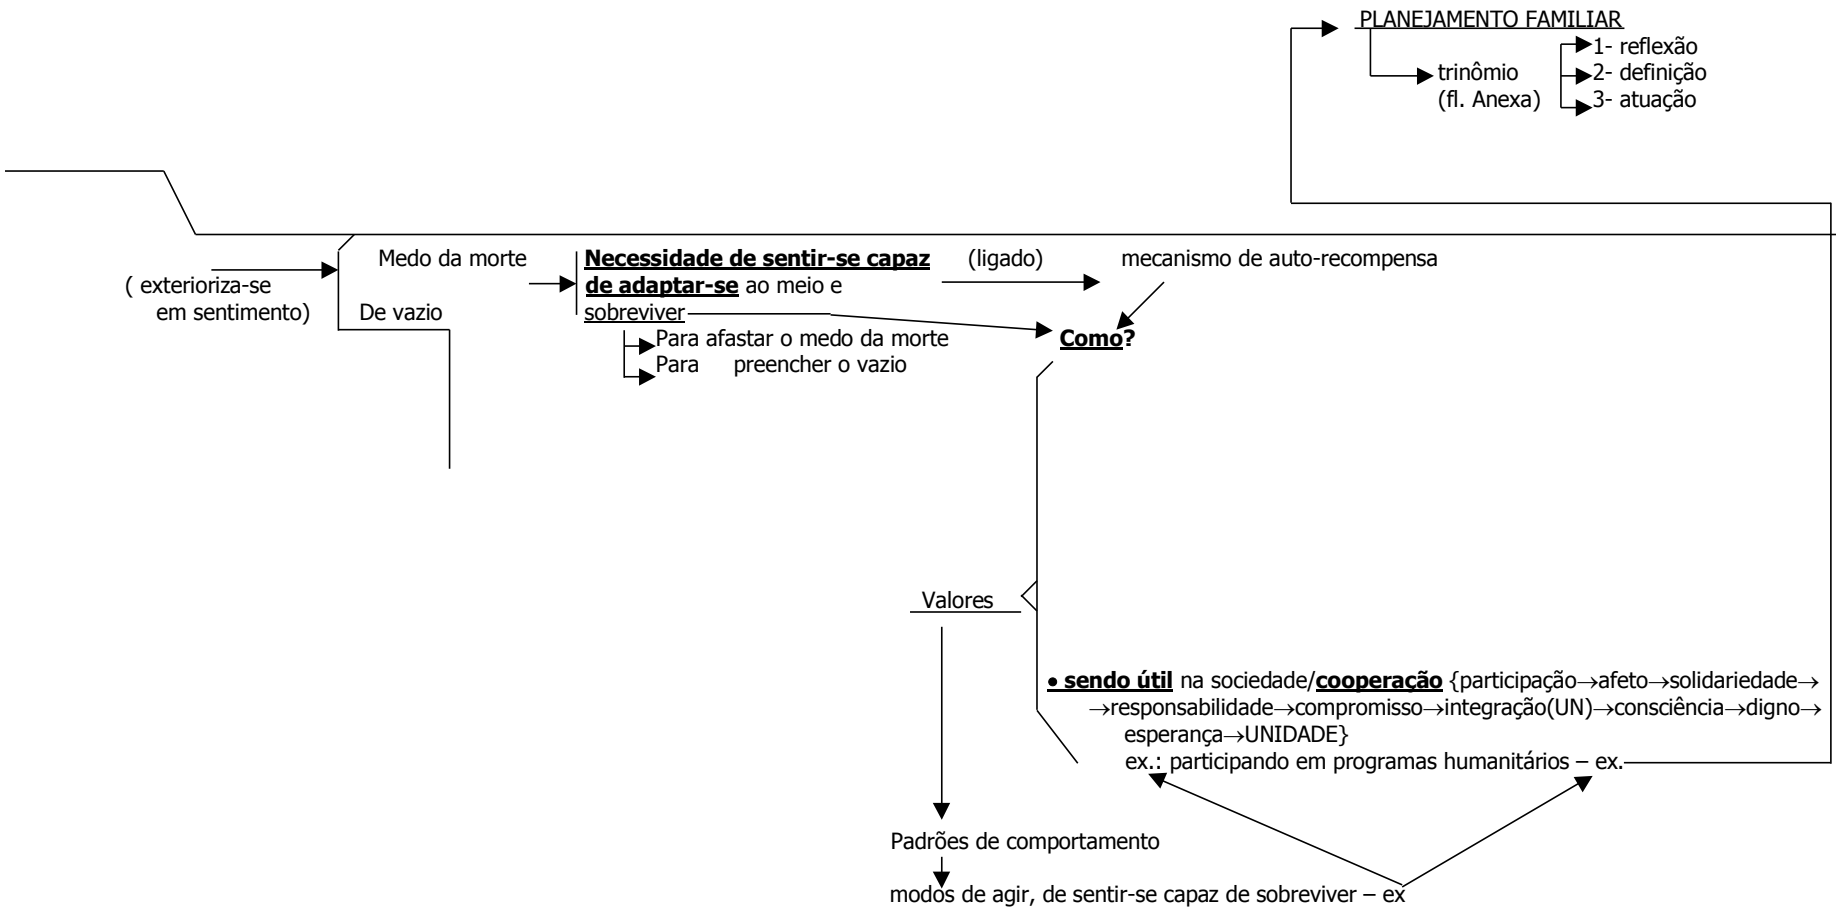 PLANEJAMENTO FAMILIAR
1- reflexão
trinômio
2- definição
(fl. Anexa)
3- atuação
Medo da morte
Necessidade de sentir-se capaz
(ligado)
mecanismo de auto-recompensa
( exterioriza-se
de adaptar-se ao meio e
em sentimento)
De vazio
sobreviver
Para afastar o medo da morte
Como?
Para preencher o vazio
Valores
• sendo útil na sociedade/cooperação {participação→afeto→solidariedade→
→responsabilidade→compromisso→integração(UN)→consciência→digno→
esperança→UNIDADE}
ex.: participando em programas humanitários – ex.
Padrões de comportamento
modos de agir, de sentir-se capaz de sobreviver – ex